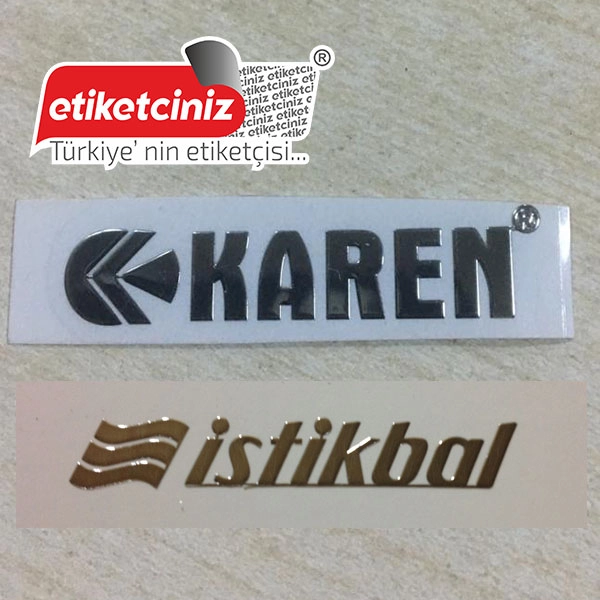 etiketciniz
®
Türkiye' nin etiketçisi...
KAREN®
istikbal